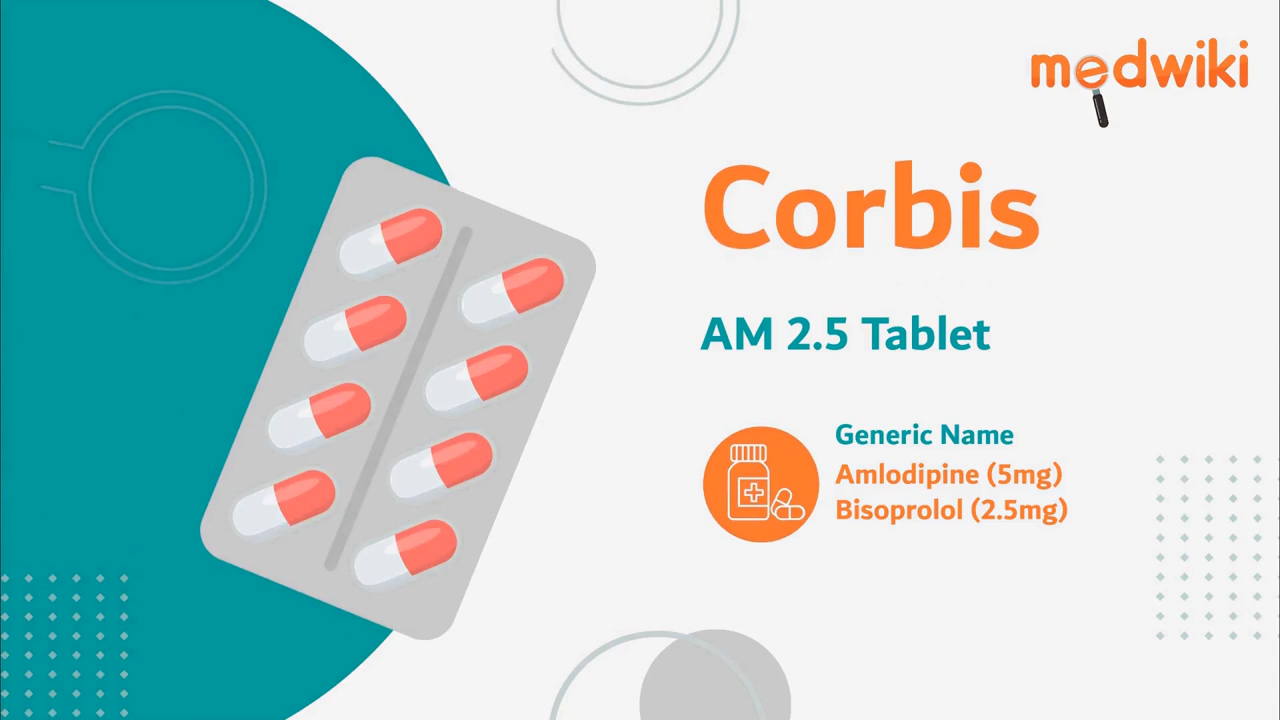 medwiki
Corbis
AM 2.5 Tablet
Generic Name
Amlodipine (5mg)
Bisoprolol (2.5mg)